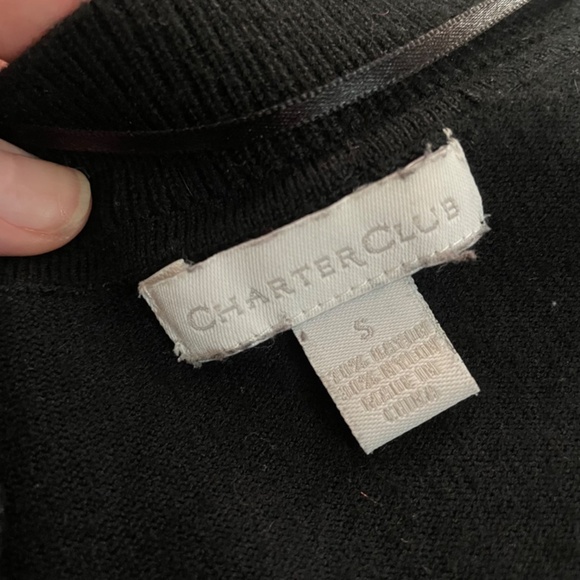 CHARTER CLUB
S
RAYON
NYLON
MADE IN
CHINA